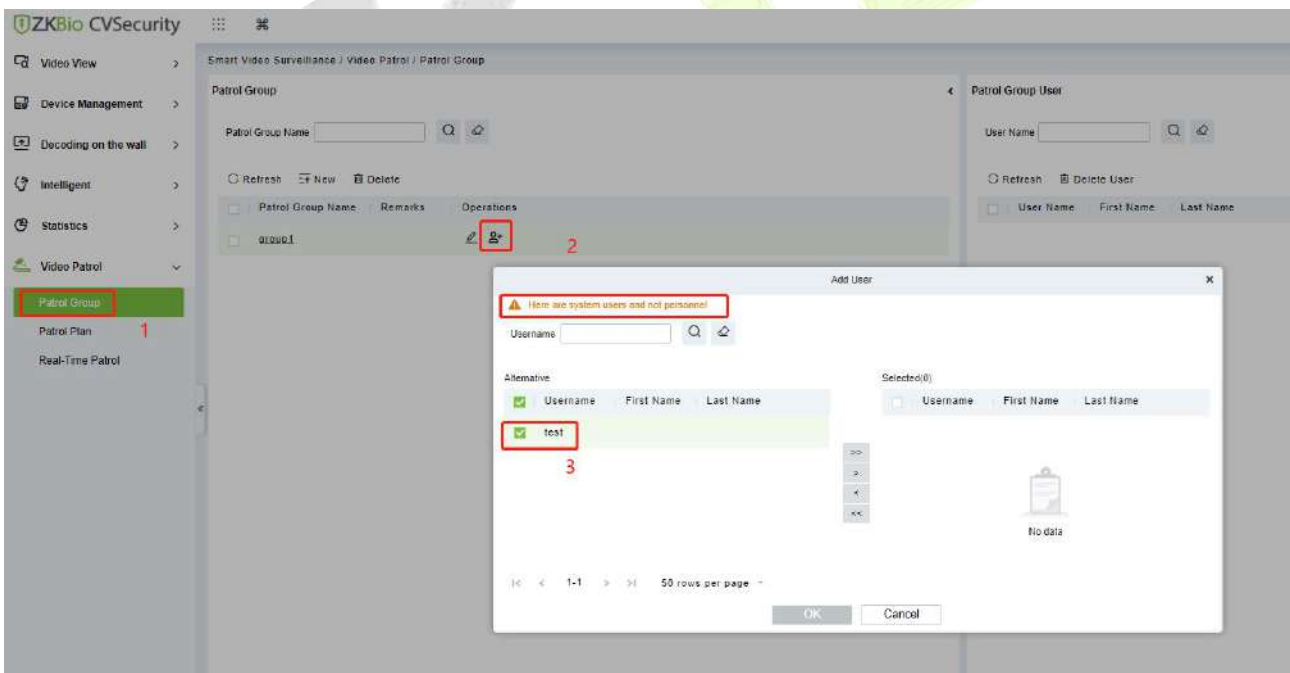 ZKBio CVSecurity
Video View
Device Management
Decoding on the wall
Intelligent
Statistics
Video Patrol
Patrol Group
1
Patrol Plan
Real-Time Patrol
Smart Video Surveillance / Video Patrol / Patrol Group
Patrol Group
Patrol Group Name
Refresh New Delete
Patrol Group Name Remarks Operations
group1
2
Patrol Group User
User Name
Refresh Delete User
User Name First Name Last Name
Add User
Here are system users and not personnel
Username
Alternative
Username First Name Last Name
test
3
>>
>
<
<<
Selected(0)
Username First Name Last Name
No data
|< < 1-1 > >| 50 rows per page
OK Cancel